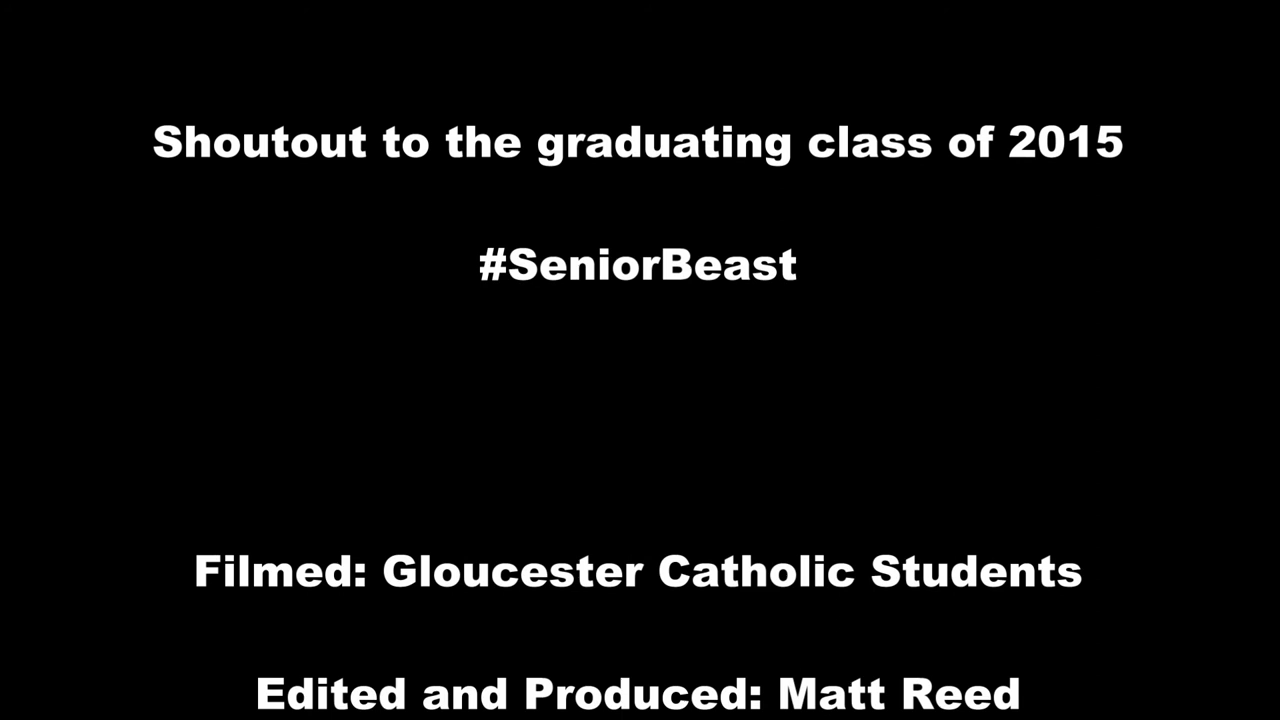 Shoutout to the graduating class of 2015
#SeniorBeast
Filmed: Gloucester Catholic Students
Edited and Produced: Matt Reed